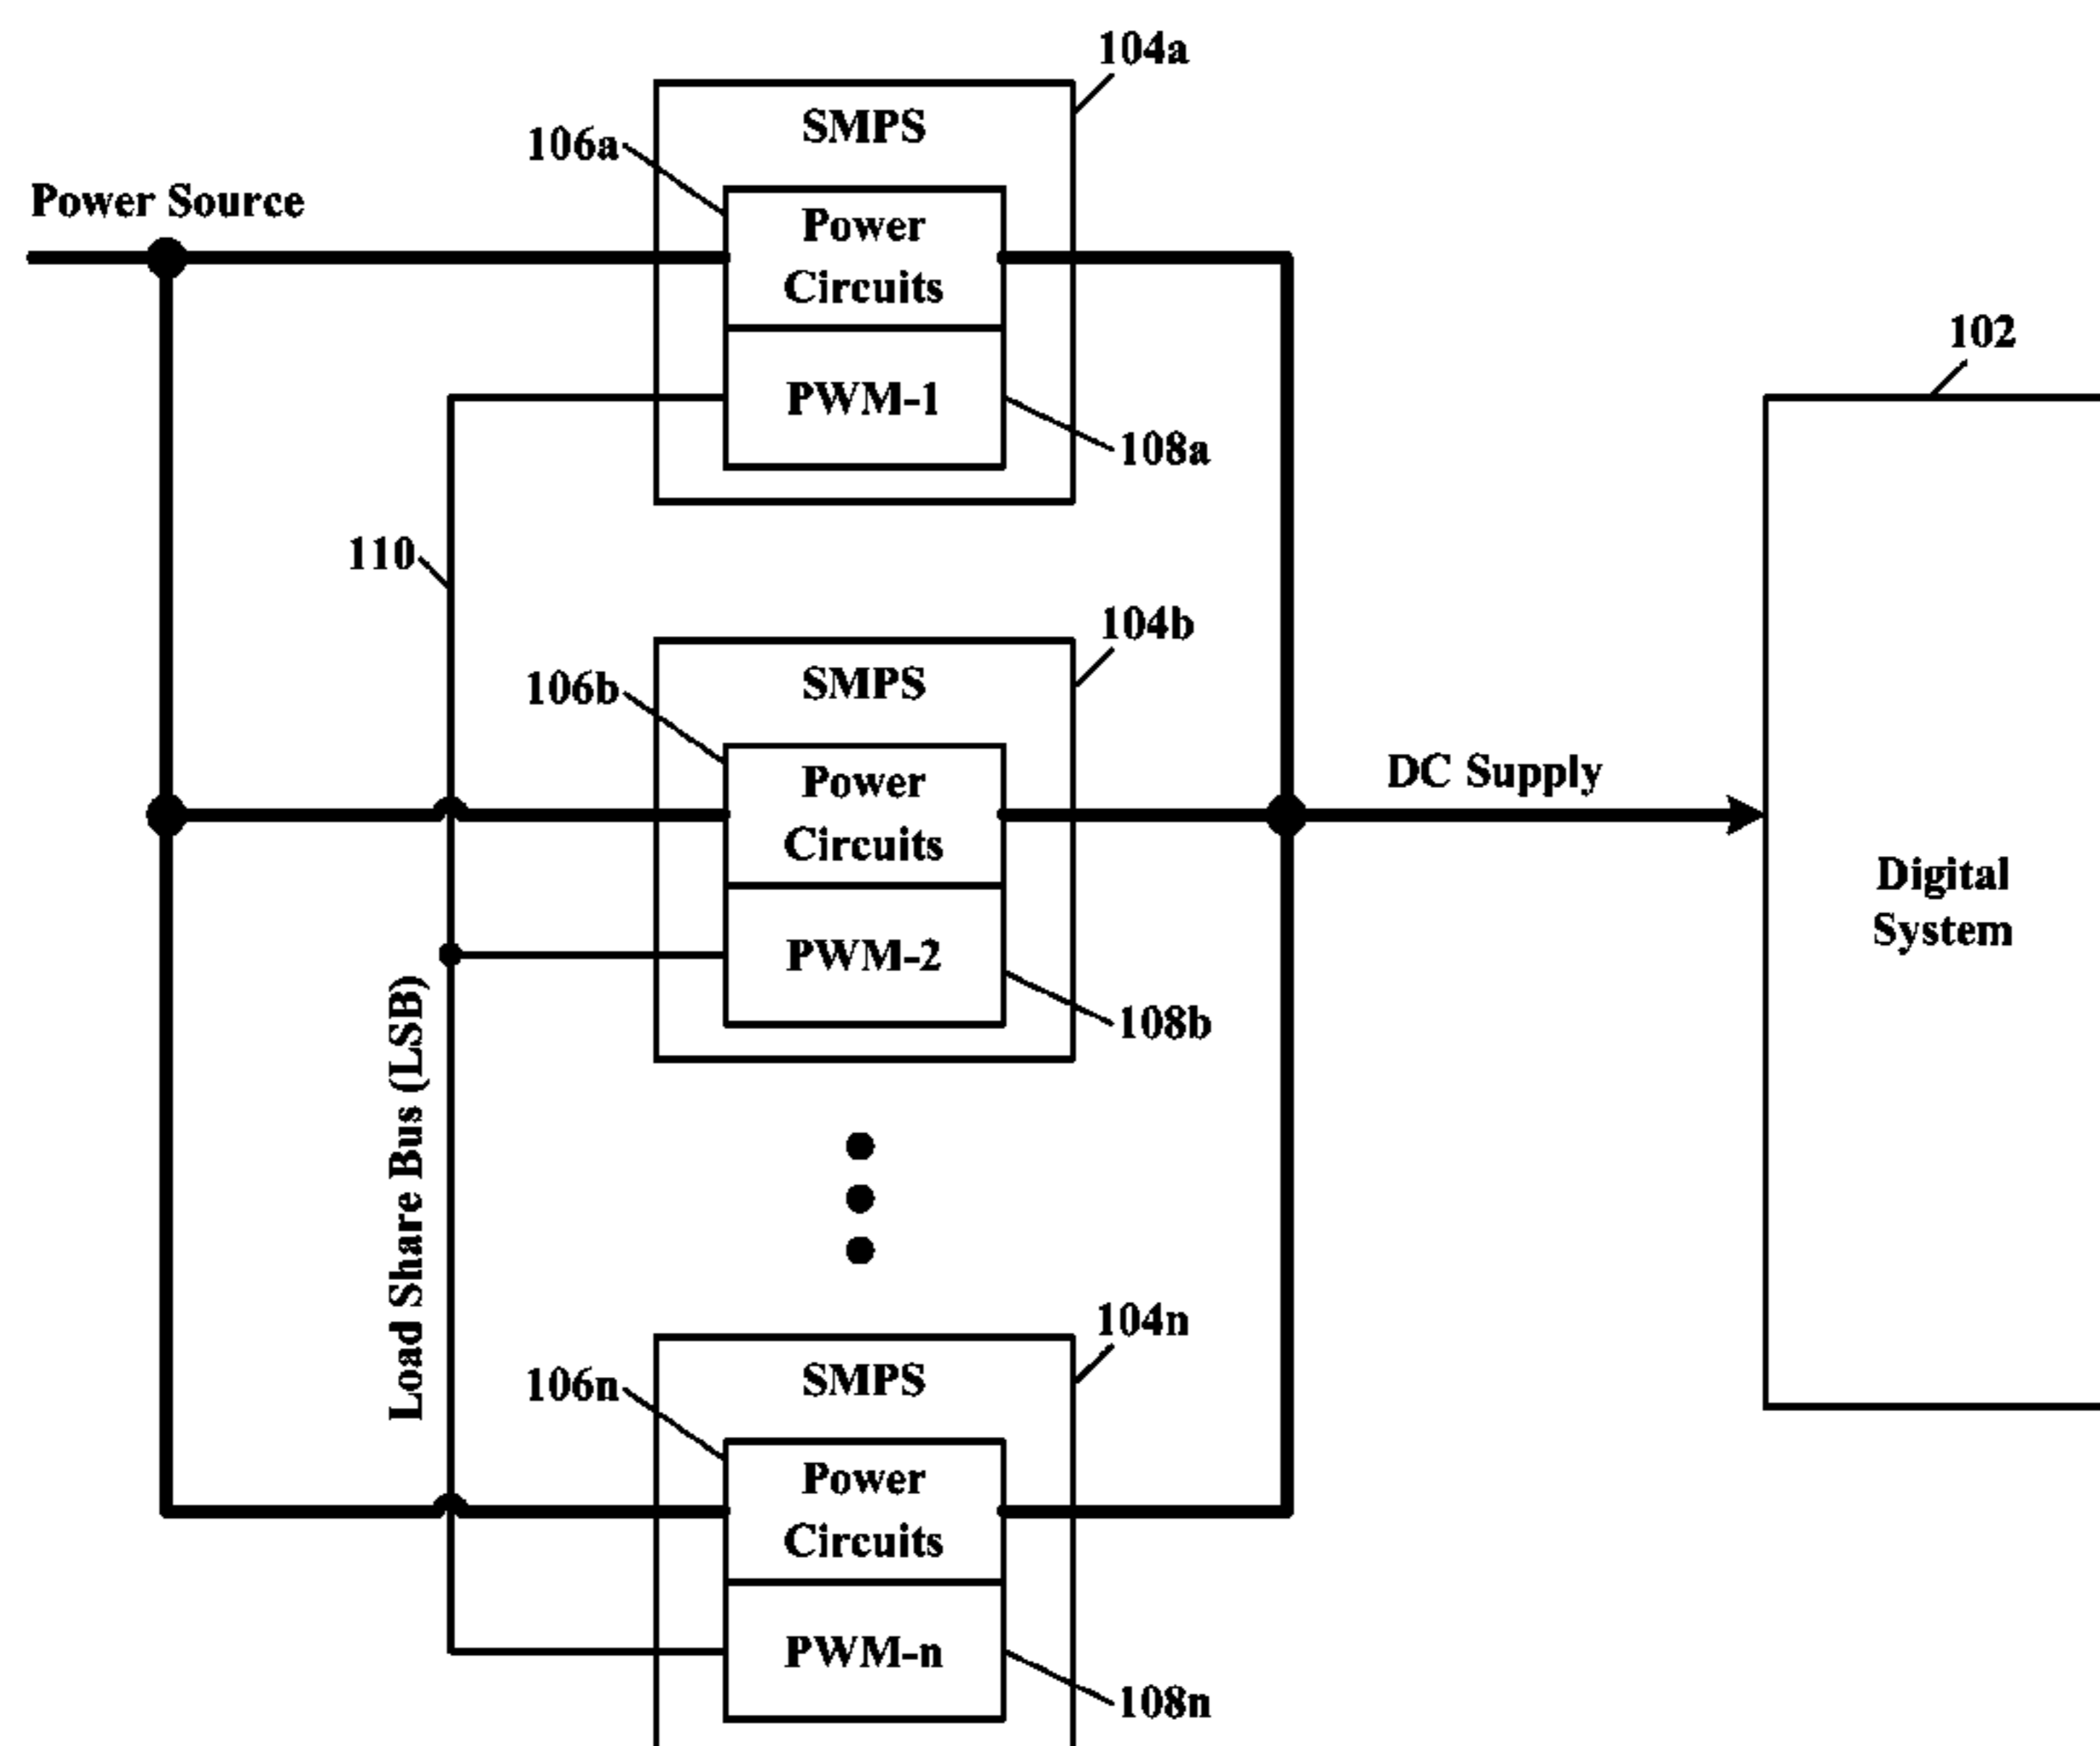 104a
SMPS
106a
Power Source
Power
Circuits
PWM-1
108a
102
110
104b
SMPS
106b
Power
Circuits
DC Supply
Digital
System
PWM-2
108b
Load Share Bus (LSB)
104n
SMPS
106n
Power
Circuits
PWM-n
108n